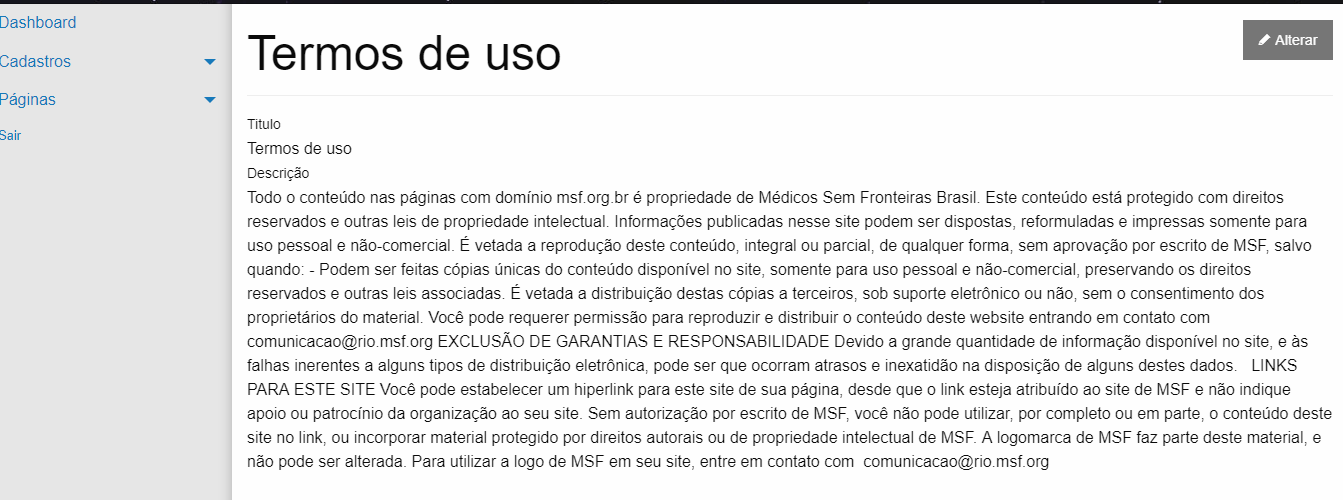 Dashboard
Cadastros
Páginas
Sair
Termos de uso
Alterar
Titulo
Termos de uso
Descrição
Todo o conteúdo nas páginas com domínio msf.org.br é propriedade de Médicos Sem Fronteiras Brasil. Este conteúdo está protegido com direitos
reservados e outras leis de propriedade intelectual. Informações publicadas nesse site podem ser dispostas, reformuladas e impressas somente para
uso pessoal e não-comercial. É vetada a reprodução deste conteúdo, integral ou parcial, de qualquer forma, sem aprovação por escrito de MSF, salvo
quando: - Podem ser feitas cópias únicas do conteúdo disponível no site, somente para uso pessoal e não-comercial, preservando os direitos
reservados e outras leis associadas. É vetada a distribuição destas cópias a terceiros, sob suporte eletrônico ou não, sem o consentimento dos
proprietários do material. Você pode requerer permissão para reproduzir e distribuir o conteúdo deste website entrando em contato com
comunicacao@rio.msf.org EXCLUSÃO DE GARANTIAS E RESPONSABILIDADE Devido a grande quantidade de informação disponível no site, e às
falhas inerentes a alguns tipos de distribuição eletrônica, pode ser que ocorram atrasos e inexatidão na disposição de alguns destes dados.   LINKS
PARA ESTE SITE Você pode estabelecer um hiperlink para este site de sua página, desde que o link esteja atribuído ao site de MSF e não indique
apoio ou patrocínio da organização ao seu site. Sem autorização por escrito de MSF, você não pode utilizar, por completo ou em parte, o conteúdo deste
site no link, ou incorporar material protegido por direitos autorais ou de propriedade intelectual de MSF. A logomarca de MSF faz parte deste material, e
não pode ser alterada. Para utilizar a logo de MSF em seu site, entre em contato com  comunicacao@rio.msf.org